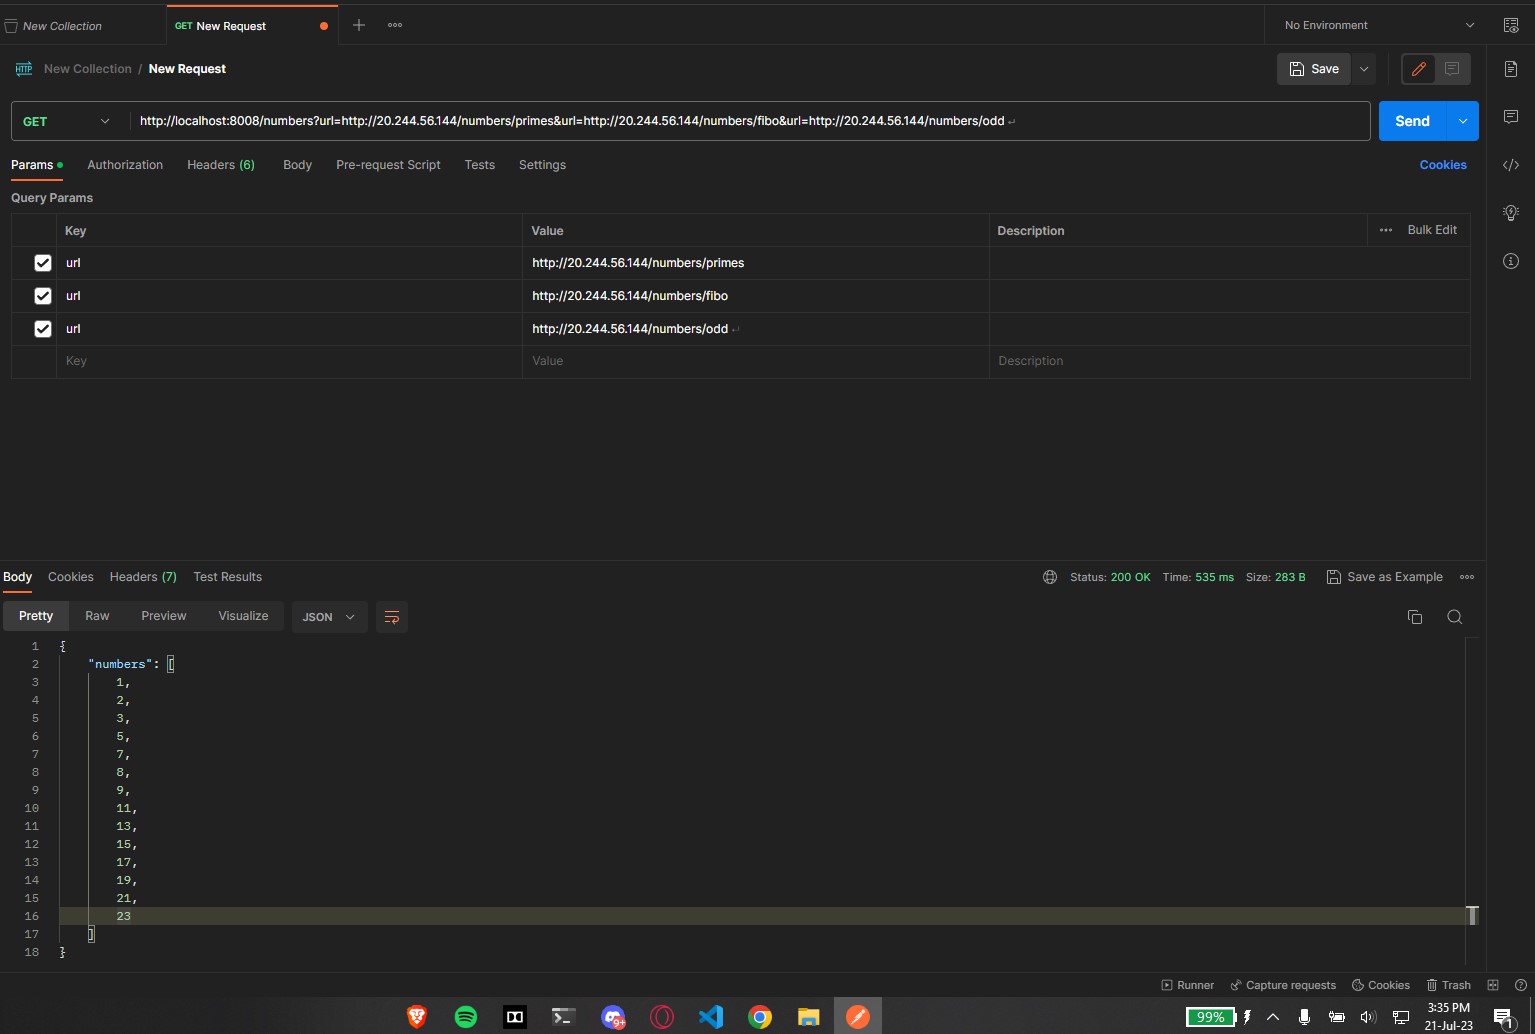 New Collection
GET New Request
No Environment
HTTP New Collection / New Request
Save
GET http://localhost:8008/numbers?url=http://20.244.56.144/numbers/primes&url=http://20.244.56.144/numbers/fibo&url=http://20.244.56.144/numbers/odd ↵
Send
Params Authorization Headers (6) Body Pre-request Script Tests Settings Cookies
Query Params
Key Value Description Bulk Edit
url http://20.244.56.144/numbers/primes
url http://20.244.56.144/numbers/fibo
url http://20.244.56.144/numbers/odd ↵
Key Value Description
Body Cookies Headers (7) Test Results Status: 200 OK Time: 535 ms Size: 283 B Save as Example
Pretty Raw Preview Visualize JSON
1 {
2 "numbers": [
3 1,
4 2,
5 3,
6 5,
7 7,
8 8,
9 9,
10 11,
11 13,
12 15,
13 17,
14 19,
15 21,
16 23
17 ]
18 }
Runner Capture requests Cookies Trash
9+
99%
3:35 PM
21-Jul-23
1